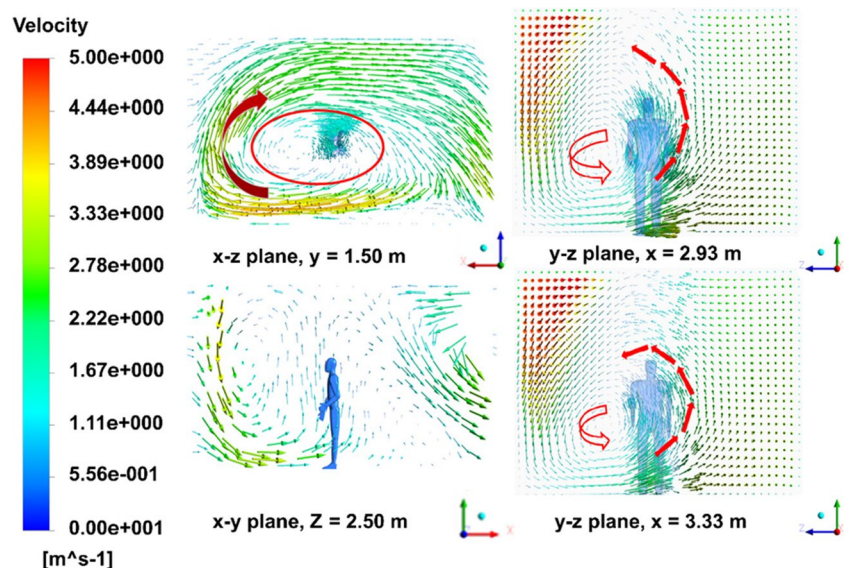 Velocity
5.00e+000
4.44e+000
3.89e+000
3.33e+000
2.78e+000
2.22e+000
1.67e+000
1.11e+000
5.56e-001
0.00e+001
[m^s-1]
x-z plane, y = 1.50 m
y-z plane, x = 2.93 m
x-y plane, Z = 2.50 m
y-z plane, x = 3.33 m